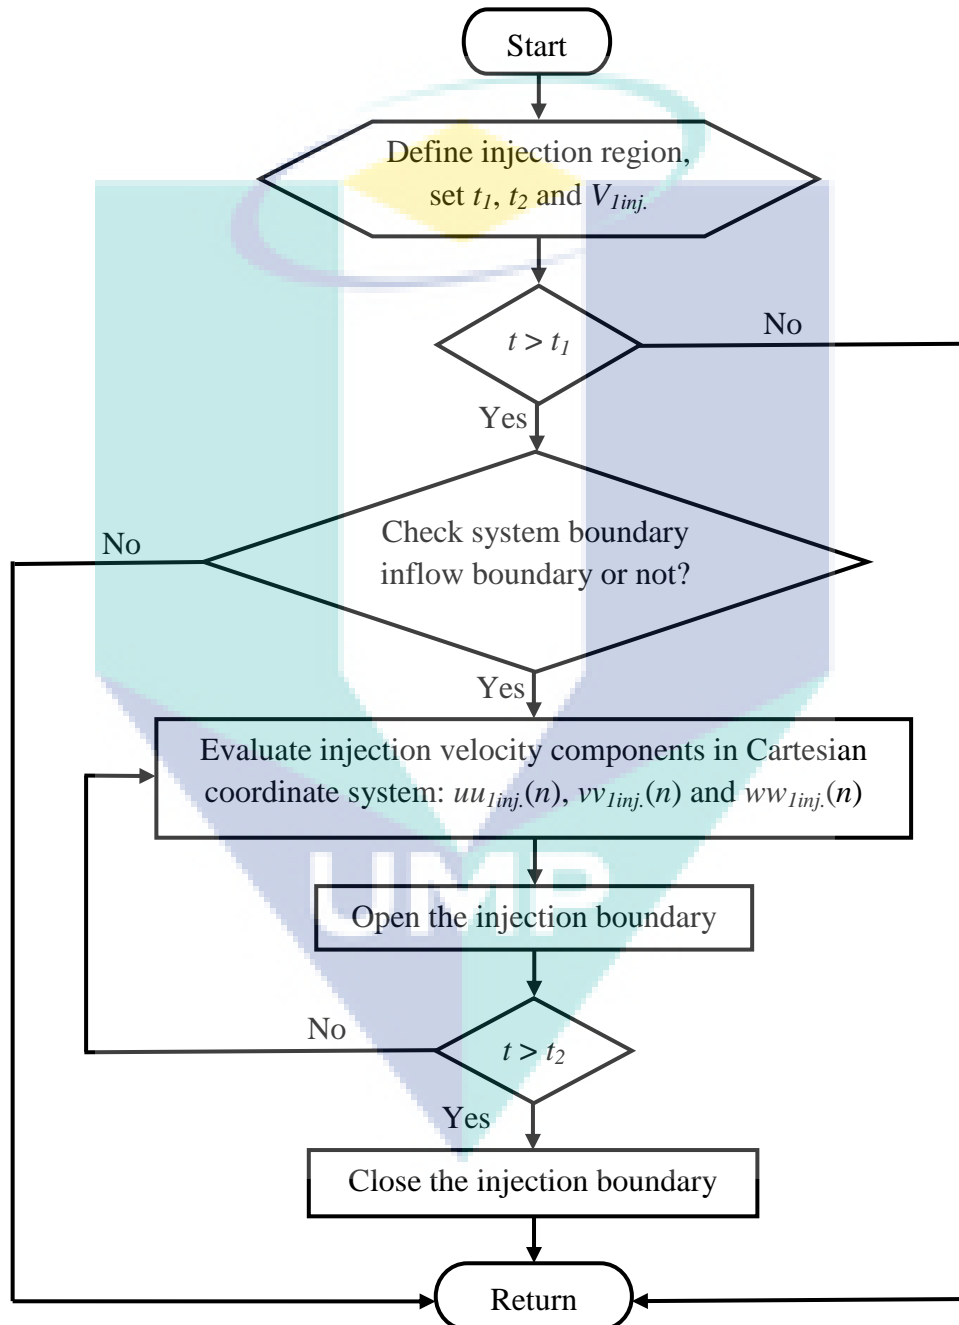 Start
Define injection region,
set t1, t2 and V1inj.
t > t1
No
Yes
Check system boundary
inflow boundary or not?
No
Yes
Evaluate injection velocity components in Cartesian
coordinate system: uu1inj.(n), vv1inj.(n) and ww1inj.(n)
UMP
Open the injection boundary
No
t > t2
Yes
Close the injection boundary
Return